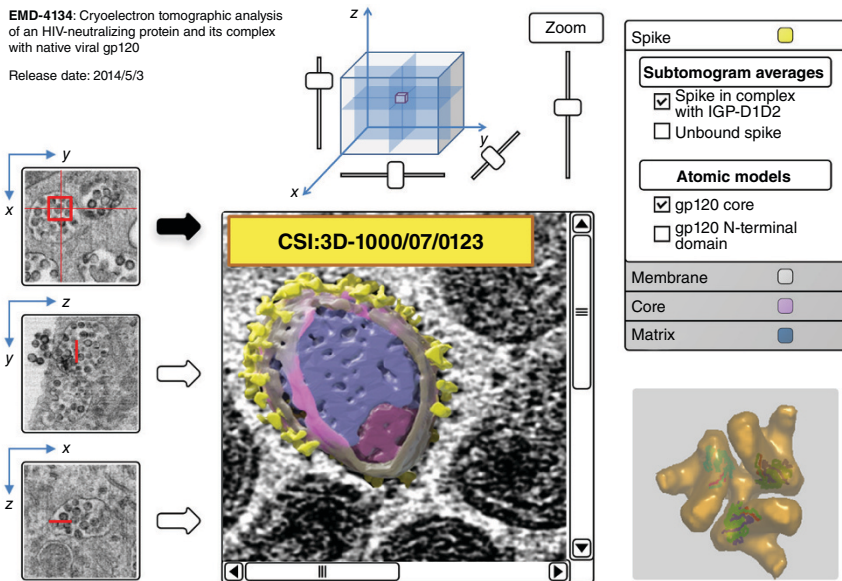 EMD-4134: Cryoelectron tomographic analysis
of an HIV-neutralizing protein and its complex
with native viral gp120
Release date: 2014/5/3
z
y
x
Zoom
y
x
z
y
x
z
CSI:3D-1000/07/0123
Spike
Subtomogram averages
Spike in complex
with IGP-D1D2
Unbound spike
Atomic models
gp120 core
gp120 N-terminal
domain
Membrane
Core
Matrix